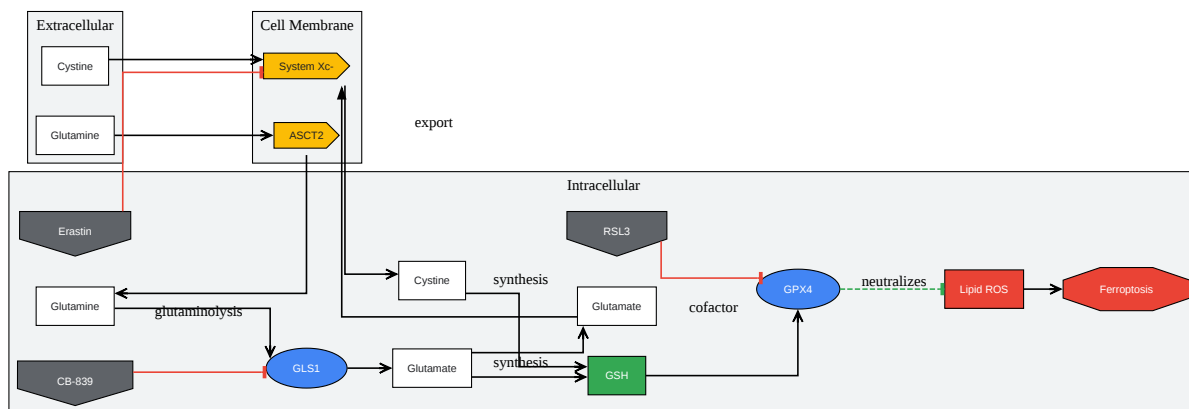 Extracellular
Cell Membrane
Cystine
System Xc-
Glutamine
ASCT2
export
Intracellular
Erastin
RSL3
Cystine
synthesis
GPX4
neutralizes
Lipid ROS
Ferroptosis
Glutamine
glutaminolysis
Glutamate
cofactor
GLS1
Glutamate
synthesis
GSH
CB-839